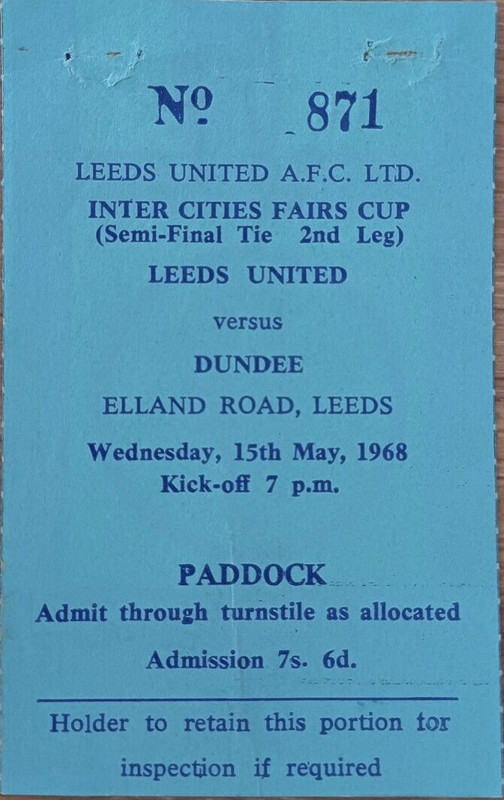 Nº 871
LEEDS UNITED A.F.C. LTD.
INTER CITIES FAIRS CUP
(Semi-Final Tie 2nd Leg)
LEEDS UNITED
versus
DUNDEE
ELLAND ROAD, LEEDS
Wednesday, 15th May, 1968
Kick-off 7 p.m.
PADDOCK
Admit through turnstile as allocated
Admission 7s. 6d.
Holder to retain this portion for
inspection if required